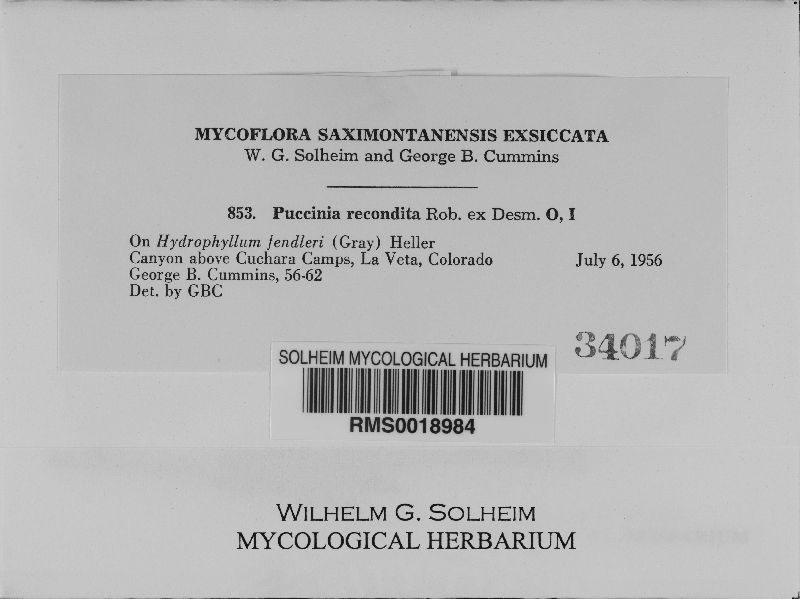 MYCOFLORA SAXIMONTANENSIS EXSICCATA
W. G. Solheim and George B. Cummins
853. Puccinia recondita Rob. ex Desm. O, I
On Hydrophyllum fendleri (Gray) Heller
Canyon above Cuchara Camps, La Veta, Colorado July 6, 1956
George B. Cummins, 56-62
Det. by GBC
34017
SOLHEIM MYCOLOGICAL HERBARIUM
RMS0018984
WILHELM G. SOLHEIM
MYCOLOGICAL HERBARIUM